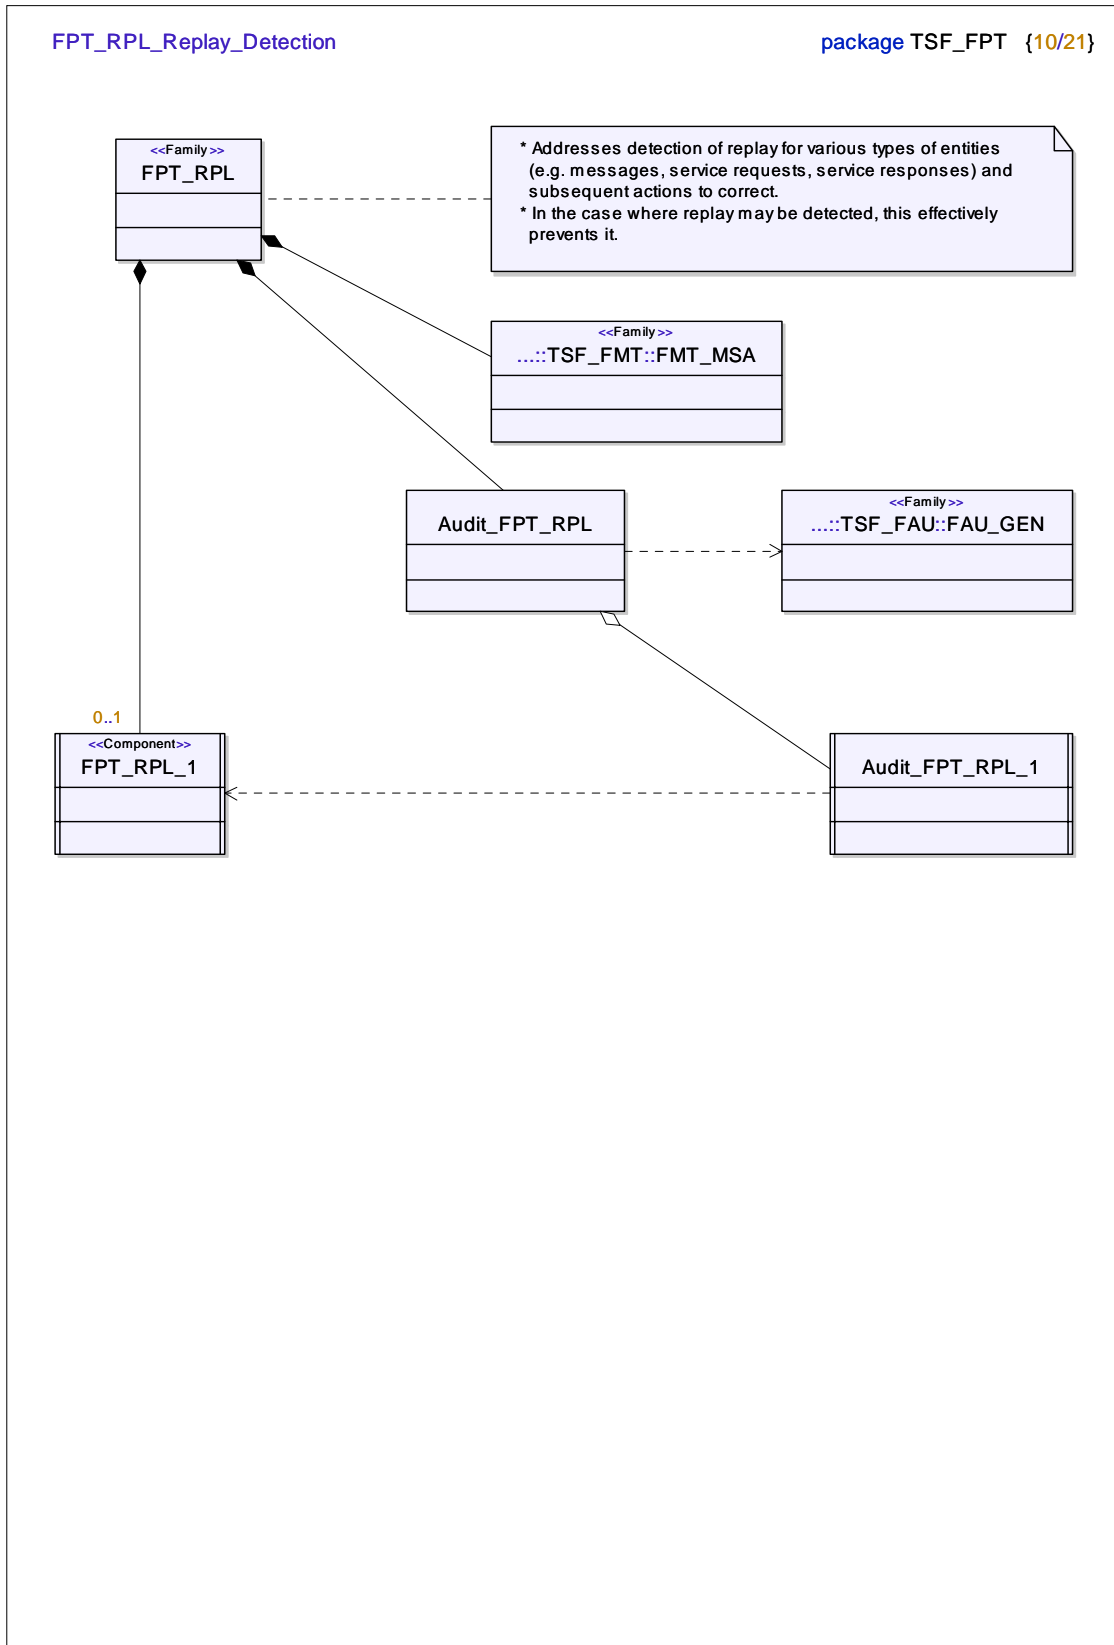 FPT_RPL_Replay_Detection package TSF_FPT {10/21}
<<Family>>
FPT_RPL
* Addresses detection of replay for various types of entities
(e.g. messages, service requests, service responses) and
subsequent actions to correct.
* In the case where replay may be detected, this effectively
prevents it.
<<Family>>
...::TSF_FMT::FMT_MSA
Audit_FPT_RPL
<<Family>>
...::TSF_FAU::FAU_GEN
0..1
<<Component>>
FPT_RPL_1
Audit_FPT_RPL_1